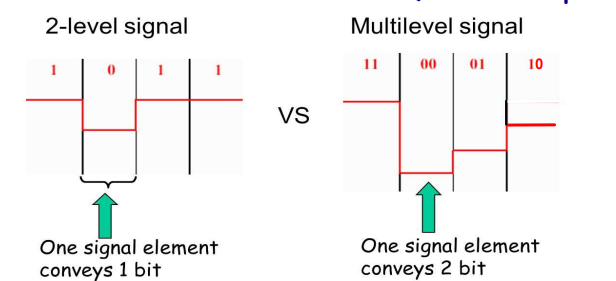 2-level signal
Multilevel signal
1 0 1 1
11 00 01 10
VS
One signal element
conveys 1 bit
One signal element
conveys 2 bit